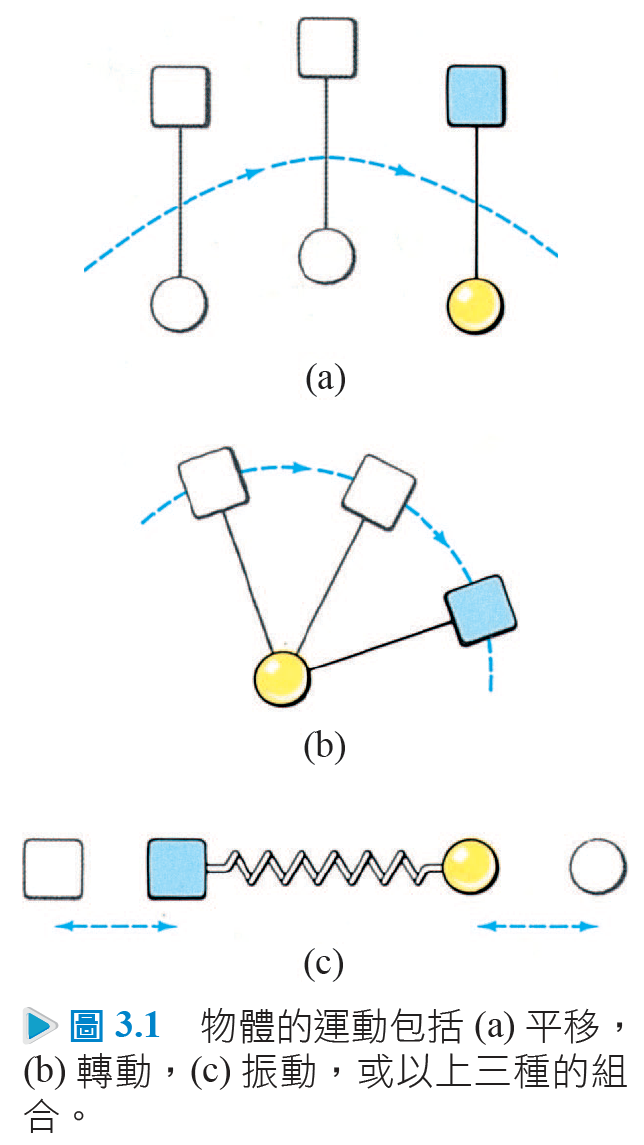 (a)
(b)
(c)
圖 3.1 物體的運動包括 (a) 平移，
(b) 轉動，(c) 振動，或以上三種的組
合。